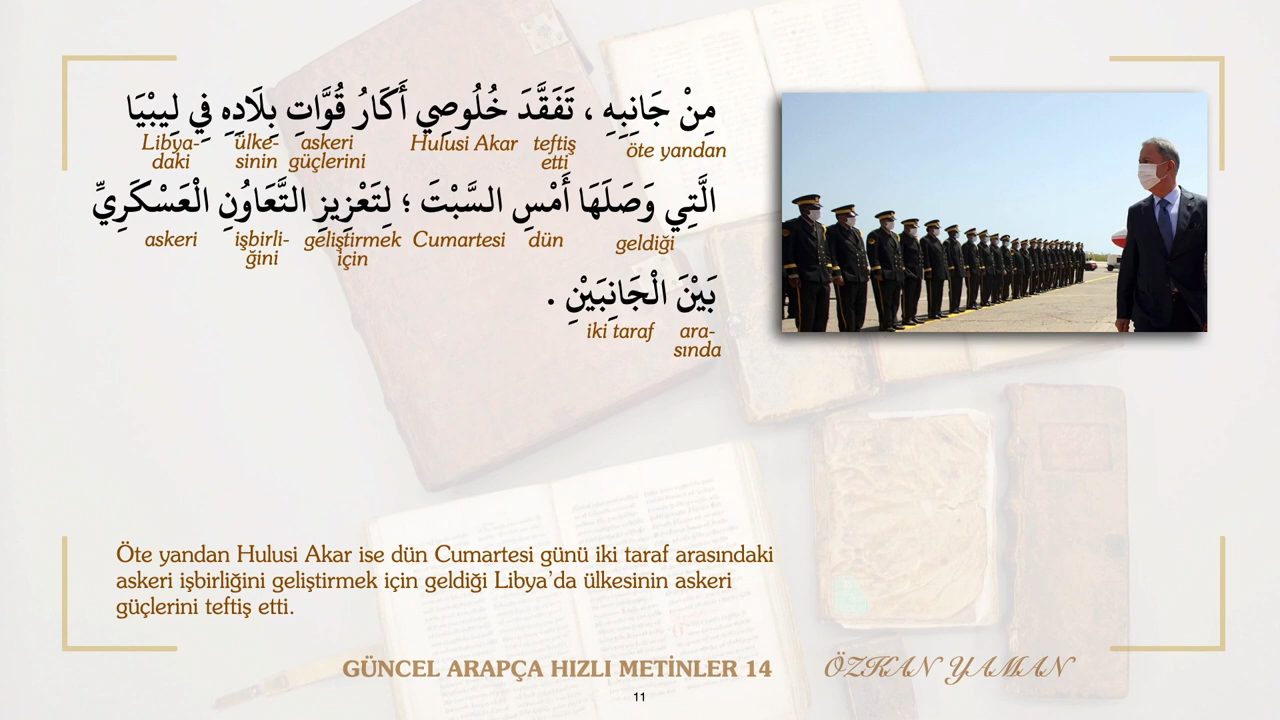 مِنْ جَانِبِهِ ، تَفَقَّدَ خُلُوصِي أَكَارُ قُوَّاتِ بِلَادِهِ فِي لِيبْيَا
öte yandan teftiş etti Hulusi Akar askeri güçlerini ülke-sinin Libya-daki
الَّتِي وَصَلَهَا أَمْسِ السَّبْتَ ؛ لِتَعْزِيزِ التَّعَاوُنِ الْعَسْكَرِيِّ
geldiği dün Cumartesi geliştirmek için işbirli-ğini askeri
بَيْنَ الْجَانِبَيْنِ .
ara-sında iki taraf
Öte yandan Hulusi Akar ise dün Cumartesi günü iki taraf arasındaki
askeri işbirliğini geliştirmek için geldiği Libya’da ülkesinin askeri
güçlerini teftiş etti.
GÜNCEL ARAPÇA HIZLI METİNLER 14 ÖZKAN YAMAN
11